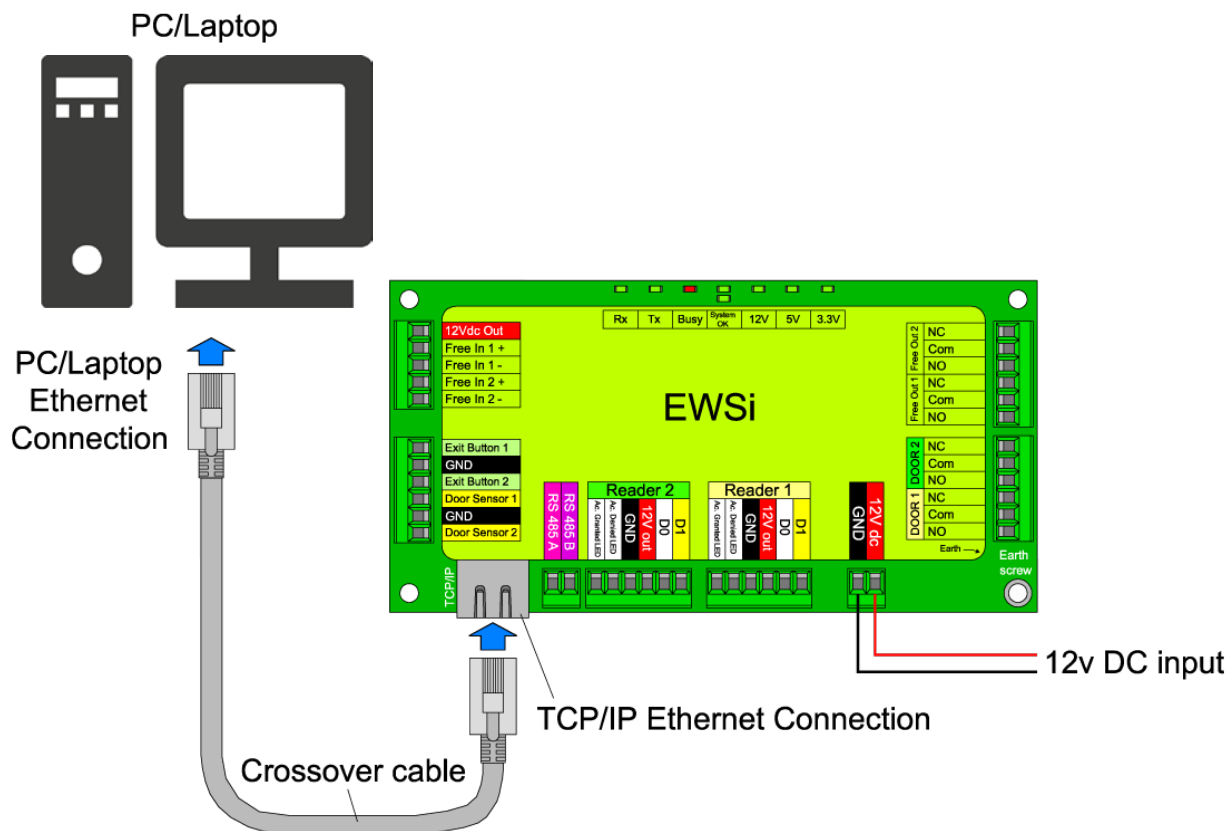 PC/Laptop
PC/Laptop
Ethernet
Connection
12Vdc Out
Free In 1 +
Free In 1 -
Free In 2 +
Free In 2 -
Exit Button 1
GND
Exit Button 2
Door Sensor 1
GND
Door Sensor 2
Rx
Tx
Busy
System
OK
12V
5V
3.3V
EWSi
Free Out 2
NC
Com
NO
Free Out 1
NC
Com
NO
DOOR 2
NC
Com
NO
DOOR 1
NC
Com
NO
Earth
Earth
screw
TCP/IP
RS 485 A
RS 485 B
Reader 2
Ac. Granted LED
Ac. Denied LED
GND
12V out
D0
D1
Reader 1
Ac. Granted LED
Ac. Denied LED
GND
12V out
D0
D1
GND
12V dc
12v DC input
TCP/IP Ethernet Connection
Crossover cable